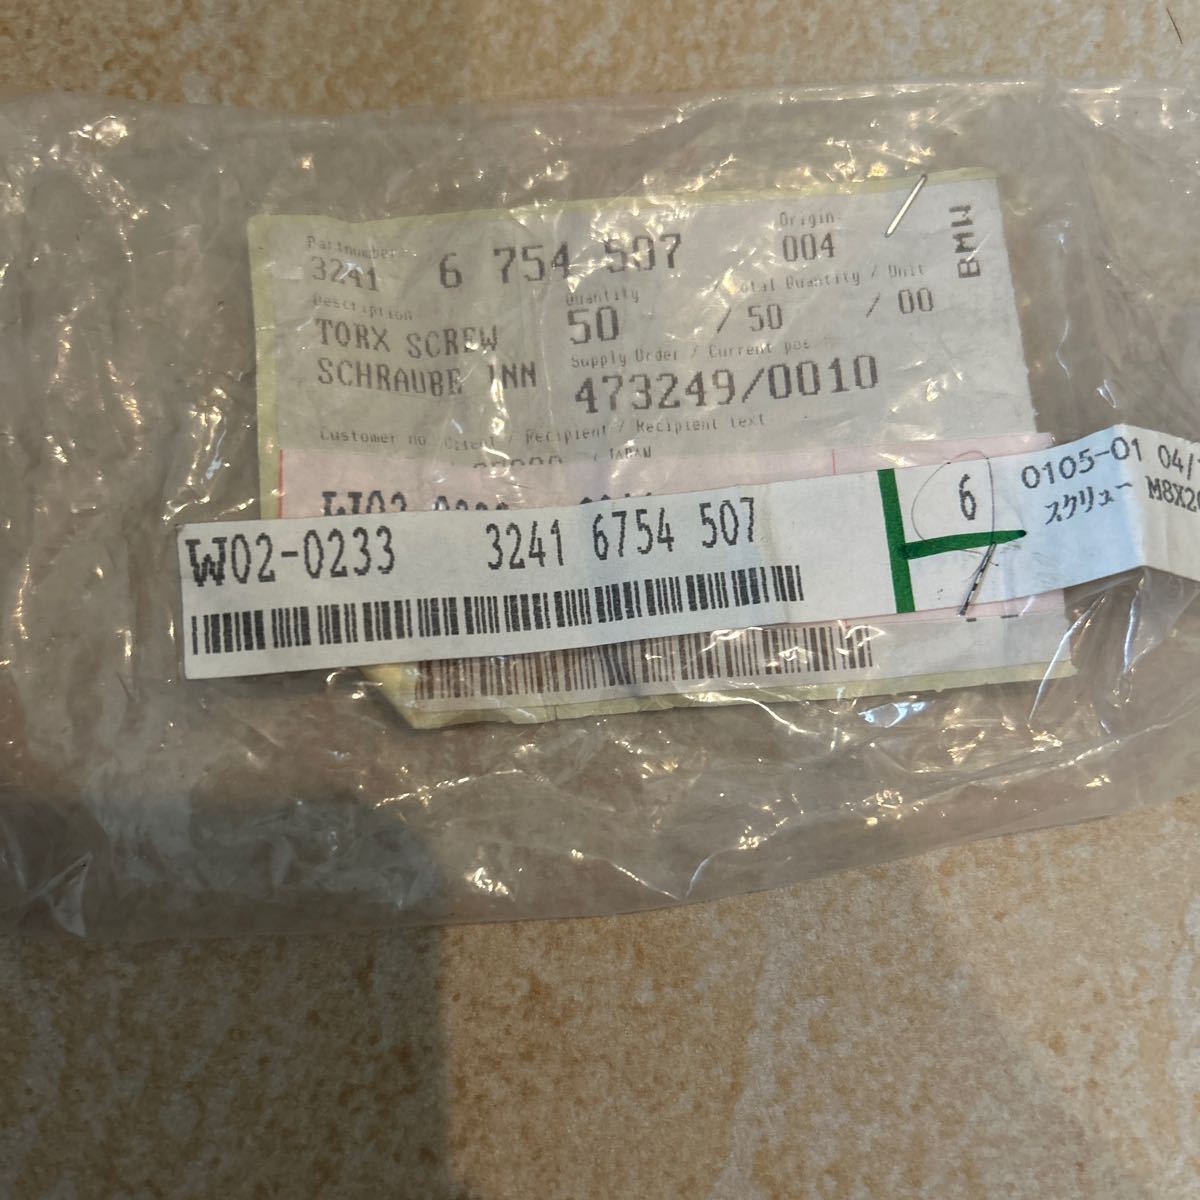 Partnumber
3241 6 754 507
Origin
004
BMW
Description
TORX SCREW
SCHRAUBE INN
Quantity
50
Total Quantity / Unit
/ 50 / 00
Supply Order / Current pos
473249/0010
Customer no. Client / Recipient / Recipient text
/ JAPAN
W02-0233 3241 6754 507
6
0105-01 04/
スクリュー M8X2